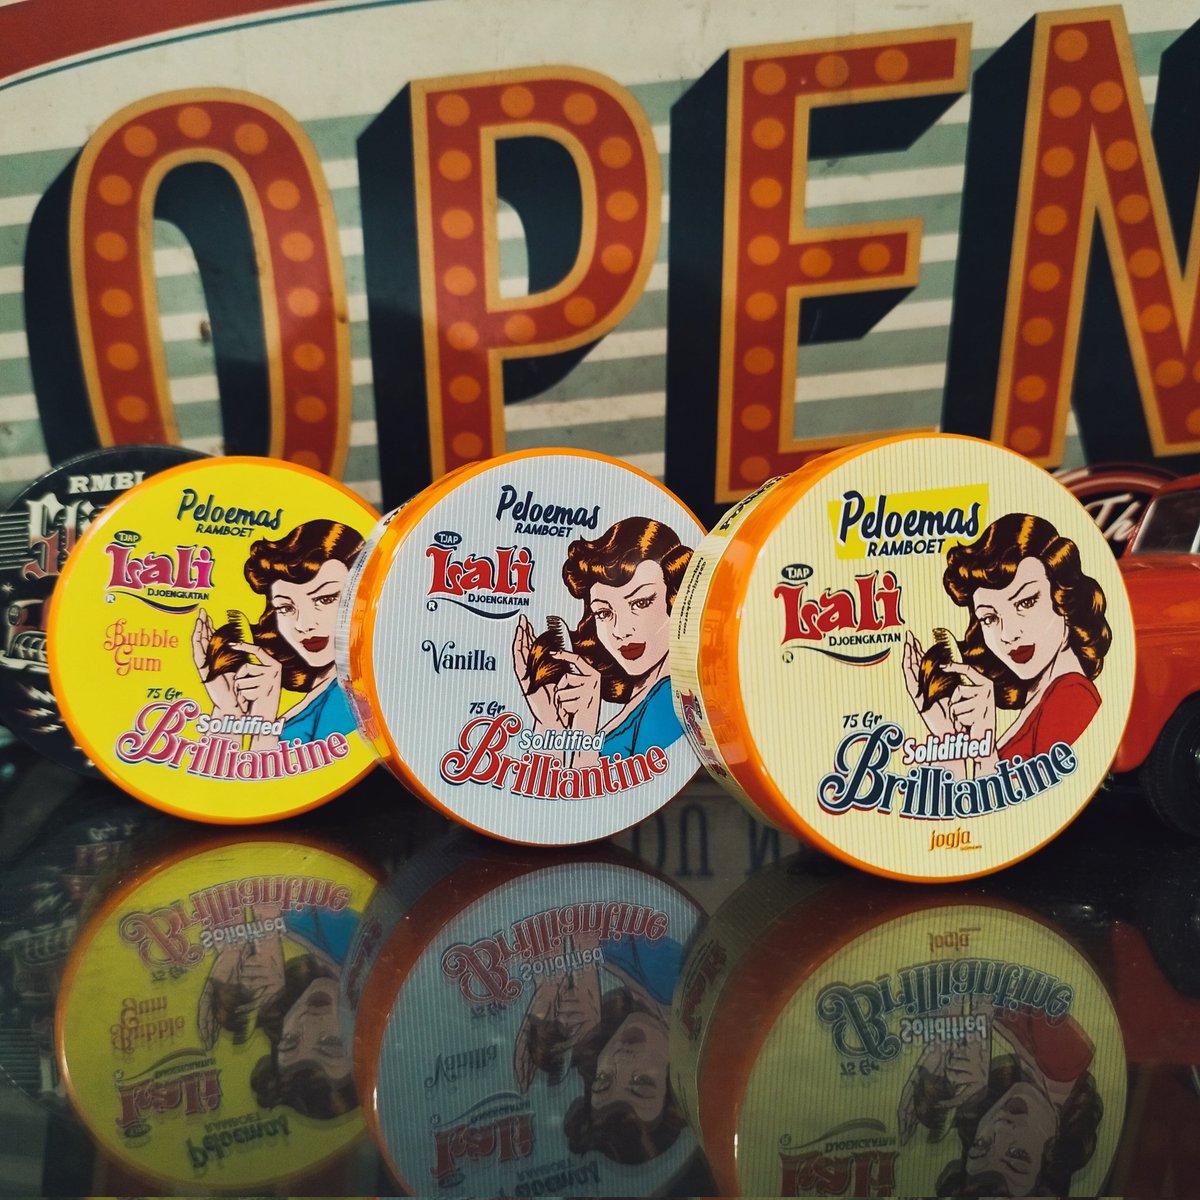 OPEN
RMBL
Peloemas
RAMBOET
TJAP
Lali
®
DJOENGKATAN
Bubble
Gum
75 Gr
Solidified
Brilliantine
Peloemas
RAMBOET
TJAP
Lali
®
DJOENGKATAN
Vanilla
75 Gr
Solidified
Brilliantine
Peloemas
RAMBOET
TJAP
Lali
®
DJOENGKATAN
75 Gr
Solidified
Brilliantine
jogja
The